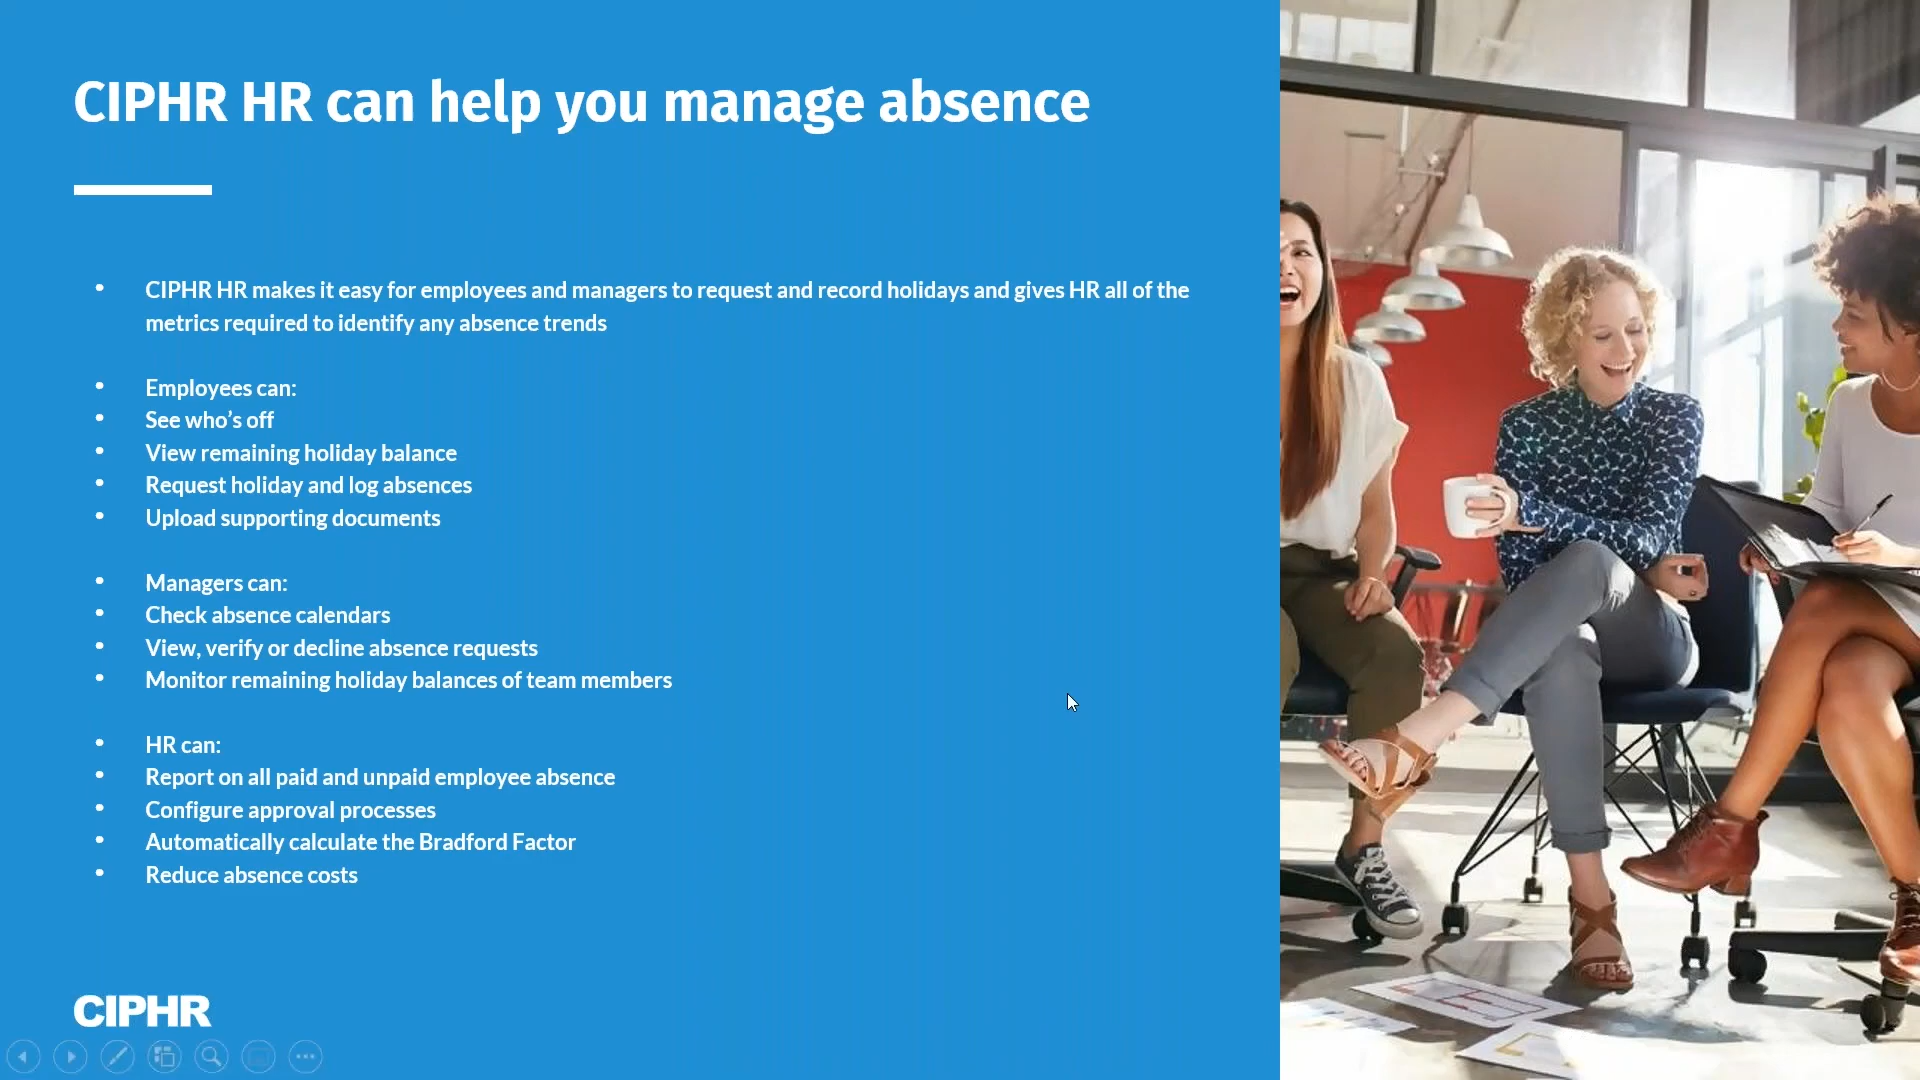 CIPHR HR can help you manage absence
• CIPHR HR makes it easy for employees and managers to request and record holidays and gives HR all of the
metrics required to identify any absence trends
• Employees can:
• See who’s off
• View remaining holiday balance
• Request holiday and log absences
• Upload supporting documents
• Managers can:
• Check absence calendars
• View, verify or decline absence requests
• Monitor remaining holiday balances of team members
• HR can:
• Report on all paid and unpaid employee absence
• Configure approval processes
• Automatically calculate the Bradford Factor
• Reduce absence costs
CIPHR